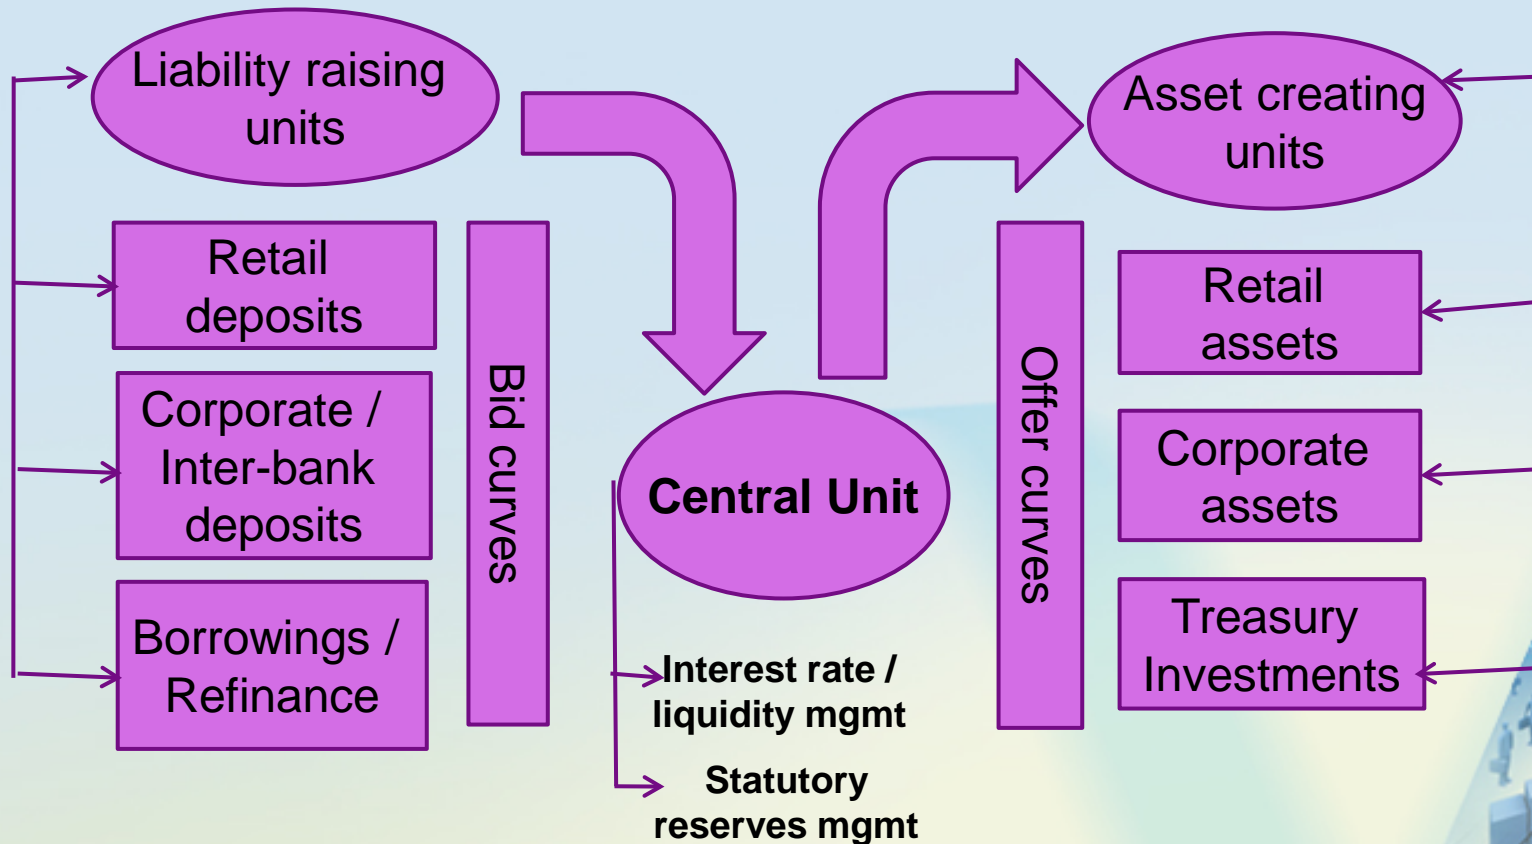 Liability raising
units
Retail
deposits
Corporate /
Inter-bank
deposits
Borrowings /
Refinance
Bid curves
Central Unit
Interest rate /
liquidity mgmt
Statutory
reserves mgmt
Offer curves
Asset creating
units
Retail
assets
Corporate
assets
Treasury
Investments